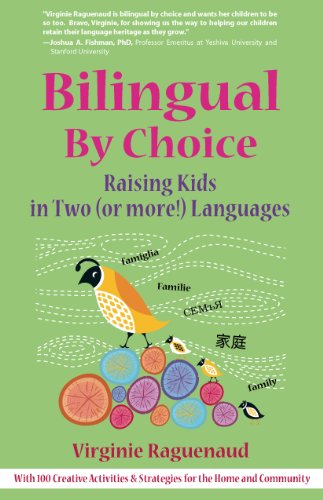 "Virginie Raguenaud is bilingual by choice and wants her children to be
so too. Bravo, Virginie, for showing us the way to helping our children
retain their language heritage as they grow."
—Joshua A. Fishman, PhD, Professor Emeritus at Yeshiva University and
Stanford University
Bilingual
By Choice
Raising Kids
in Two (or more!) Languages
famiglia
Familie
СЕМЪЯ
家庭
family
Virginie Raguenaud
With 100 Creative Activities & Strategies for the Home and Community